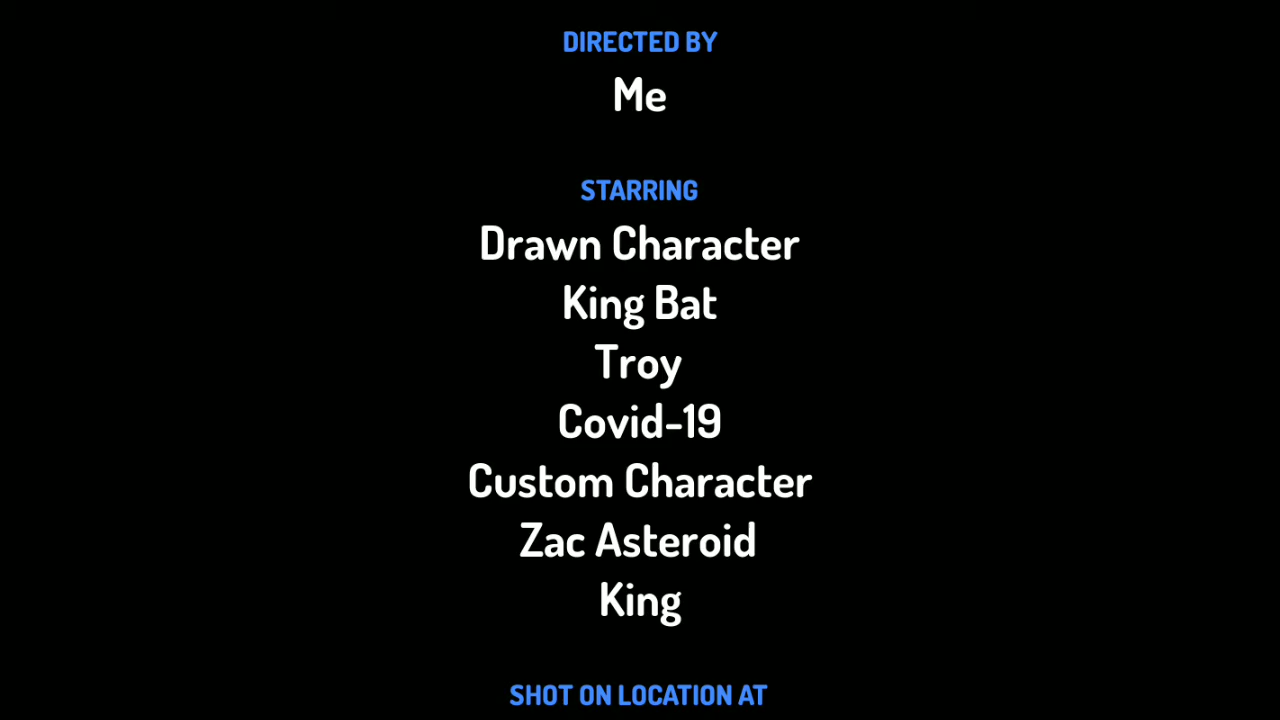 DIRECTED BY
Me
STARRING
Drawn Character
King Bat
Troy
Covid-19
Custom Character
Zac Asteroid
King
SHOT ON LOCATION AT